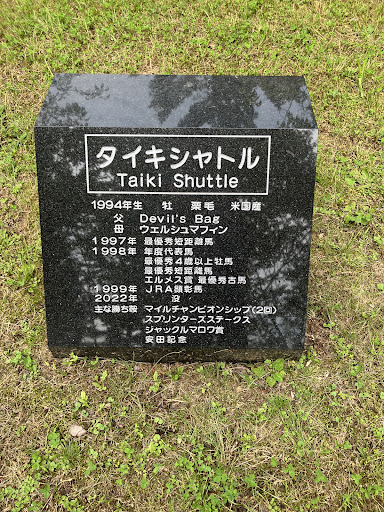 タイキシャトル
Taiki Shuttle
1994年生 牡 栗毛 米国産
父 Devil's Bag
母 ウェルシュマフィン
1997年 最優秀短距離馬
1998年 年度代表馬
最優秀4歳以上牡馬
最優秀短距離馬
エルメス賞 最優秀古馬
1999年 JRA顕彰馬
2022年 没
主な勝ち鞍 マイルチャンピオンシップ(2回)
スプリンターズステークス
ジャックルマロワ賞
安田記念